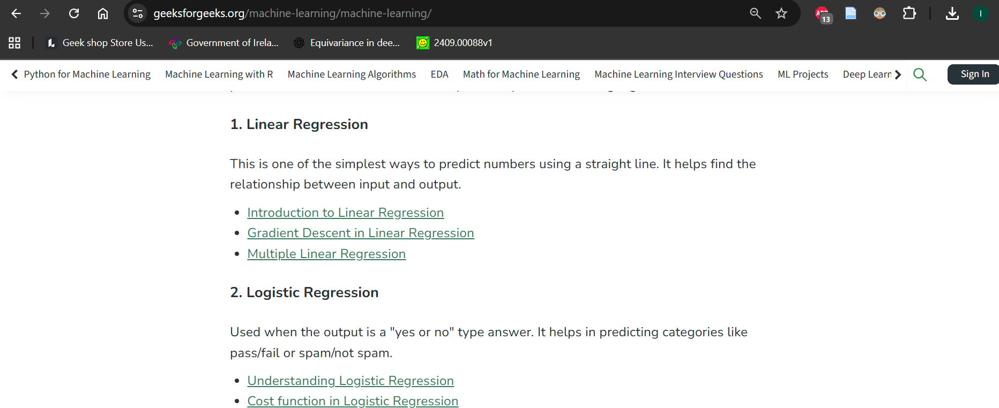 geeksforgeeks.org/machine-learning/machine-learning/
ABP
13
I
Geek shop Store Us...
Government of Irela...
Equivariance in dee...
2409.00088v1
Python for Machine Learning Machine Learning with R Machine Learning Algorithms EDA Math for Machine Learning Machine Learning Interview Questions ML Projects Deep Learn Sign In
1. Linear Regression
This is one of the simplest ways to predict numbers using a straight line. It helps find the
relationship between input and output.
• Introduction to Linear Regression
• Gradient Descent in Linear Regression
• Multiple Linear Regression
2. Logistic Regression
Used when the output is a "yes or no" type answer. It helps in predicting categories like
pass/fail or spam/not spam.
• Understanding Logistic Regression
• Cost function in Logistic Regression